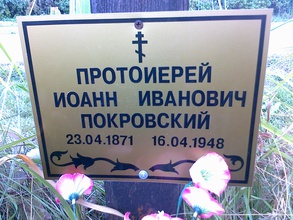 ПРОТОИЕРЕЙ
ИОАНН ИВАНОВИЧ
ПОКРОВСКИЙ
23.04.1871 16.04.1948